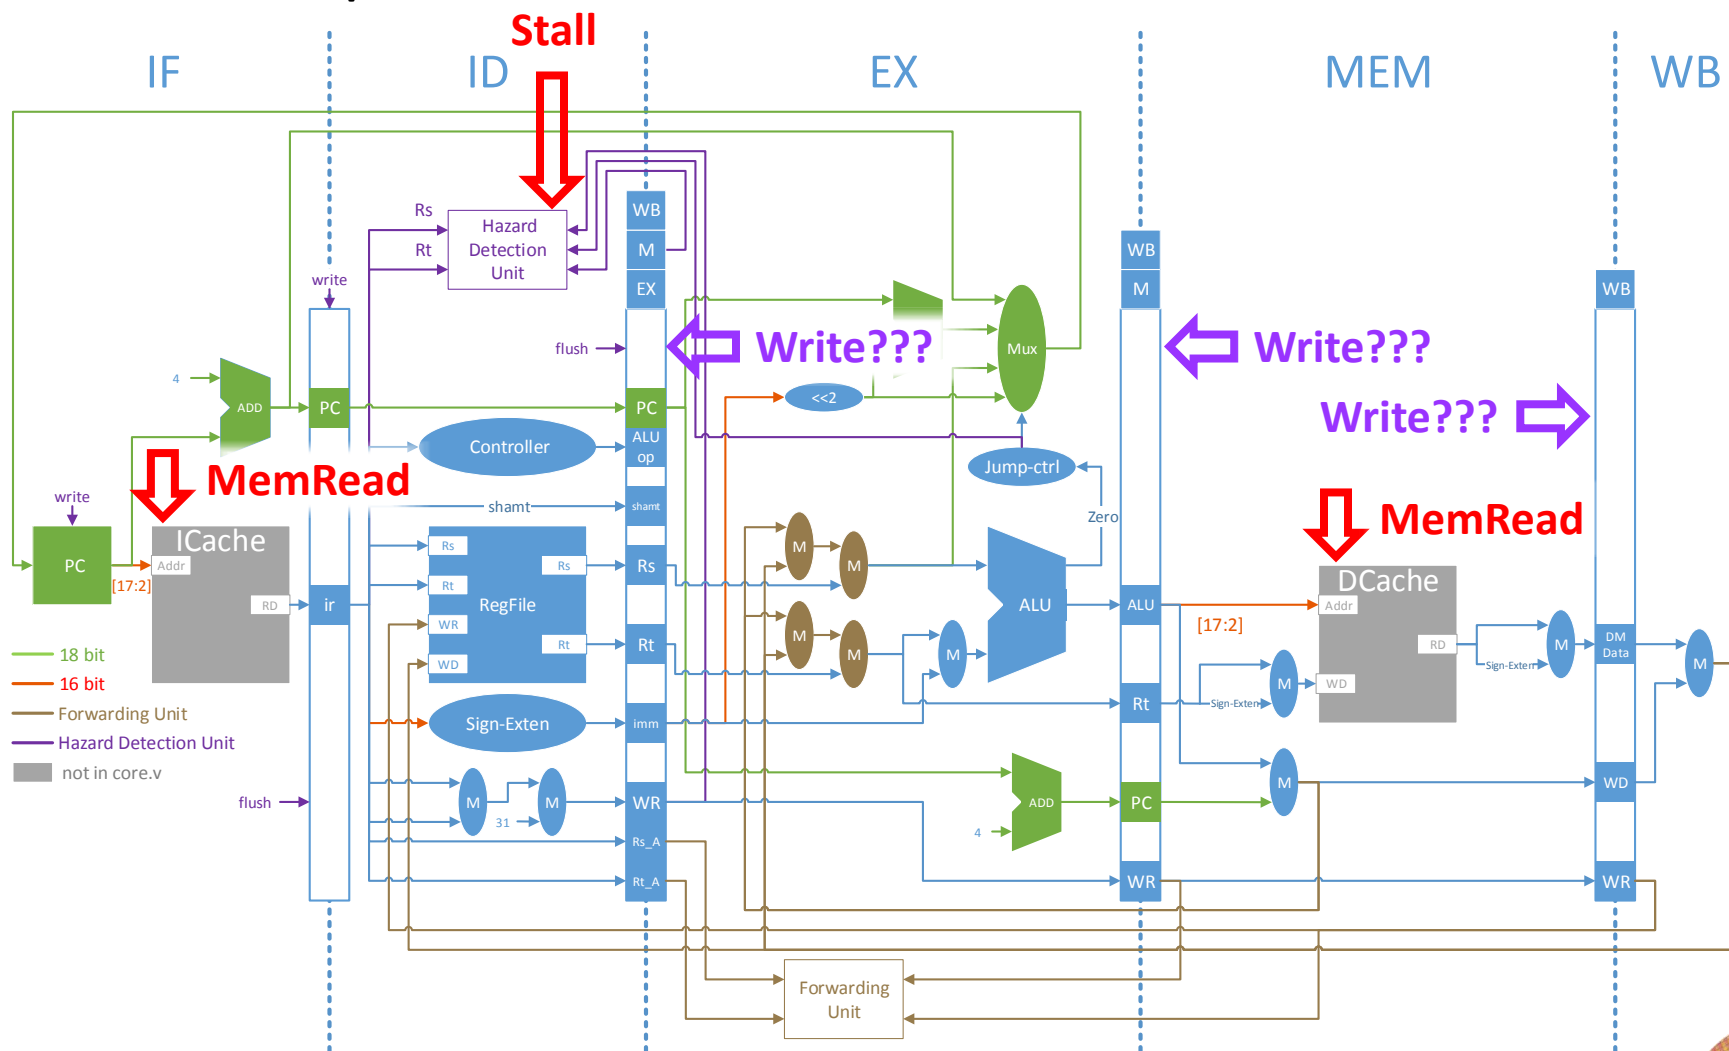 Stall
IF
ID
EX
MEM
WB
Rs
Rt
Hazard
Detection
Unit
WB
M
EX
WB
M
WB
write
flush
Write???
Write???
Write???
Mux
4
ADD
PC
PC
<<2
Controller
ALU
op
Jump-ctrl
MemRead
write
shamt
shamt
Zero
MemRead
PC
[17:2]
ICache
Addr
RD
ir
Rs
Rt
WR
WD
RegFile
Rs
Rt
Rs
Rt
M
M
M
M
M
ALU
ALU
[17:2]
DCache
Addr
RD
WD
Sign-Exten
M
DM
Data
M
18 bit
16 bit
Forwarding Unit
Hazard Detection Unit
not in core.v
Sign-Exten
imm
Rt
Sign-Exten
M
flush
M
M
31
WR
Rs_A
Rt_A
ADD
4
PC
M
WD
WR
WR
Forwarding
Unit